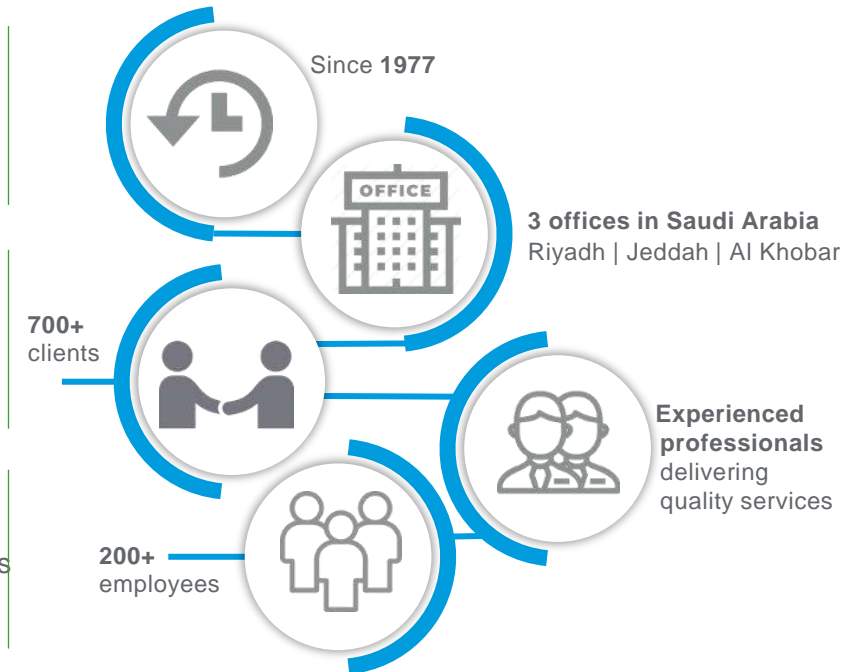 Since 1977
OFFICE
3 offices in Saudi Arabia
Riyadh | Jeddah | Al Khobar
700+
clients
Experienced
professionals
delivering
quality services
200+
employees
s